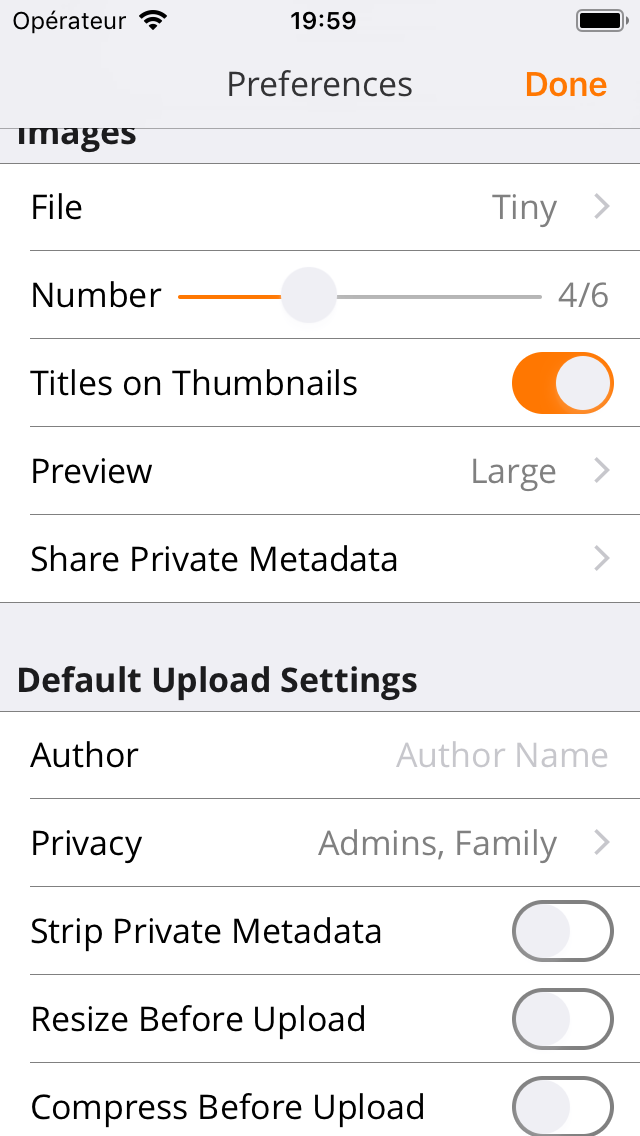 Opérateur 19:59
Preferences Done
Images
File Tiny
Number 4/6
Titles on Thumbnails
Preview Large
Share Private Metadata
Default Upload Settings
Author Author Name
Privacy Admins, Family
Strip Private Metadata
Resize Before Upload
Compress Before Upload